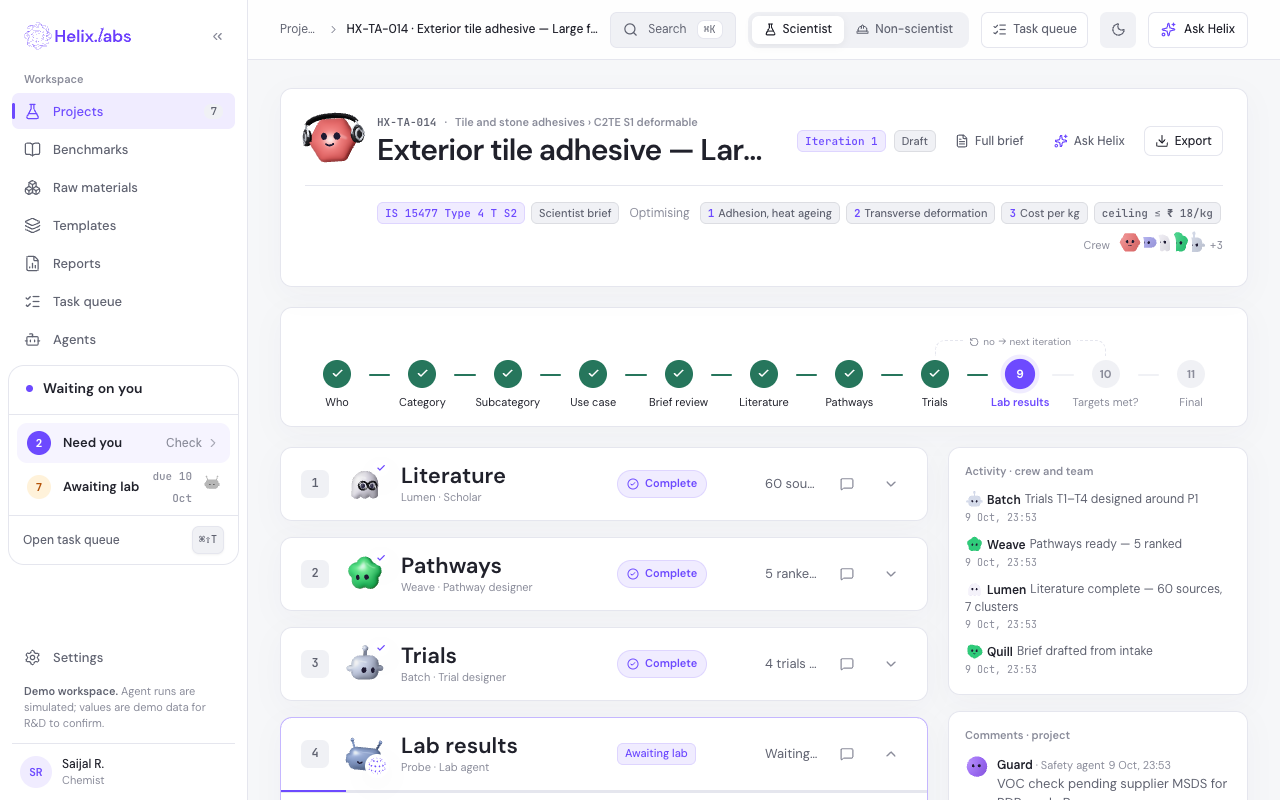 Helix.labs
Workspace
Projects 7
Benchmarks
Raw materials
Templates
Reports
Task queue
Agents
Waiting on you
2 Need you Check
7 Awaiting lab due 10 Oct
Open task queue ⌘⇧T
Settings
Demo workspace. Agent runs are
simulated; values are demo data for
R&D to confirm.
SR Saijal R.
Chemist
Proje… HX-TA-014 · Exterior tile adhesive — Large f…
Search ⌘K
Scientist Non-scientist
Task queue
Ask Helix
HX-TA-014 · Tile and stone adhesives › C2TE S1 deformable
Exterior tile adhesive — Lar…
Iteration 1 Draft Full brief Ask Helix Export
IS 15477 Type 4 T S2 Scientist brief Optimising 1 Adhesion, heat ageing 2 Transverse deformation 3 Cost per kg ceiling ≤ ₹ 18/kg
Crew +3
no → next iteration
9 10 11
Who Category Subcategory Use case Brief review Literature Pathways Trials Lab results Targets met? Final
1 Literature Complete 60 sou…
Lumen · Scholar
2 Pathways Complete 5 ranke…
Weave · Pathway designer
3 Trials Complete 4 trials …
Batch · Trial designer
4 Lab results Awaiting lab Waiting…
Probe · Lab agent
Activity · crew and team
Batch Trials T1–T4 designed around P1
9 Oct, 23:53
Weave Pathways ready — 5 ranked
9 Oct, 23:53
Lumen Literature complete — 60 sources,
7 clusters
9 Oct, 23:53
Quill Brief drafted from intake
9 Oct, 23:53
Comments · project
Guard · Safety agent 9 Oct, 23:53
VOC check pending supplier MSDS for